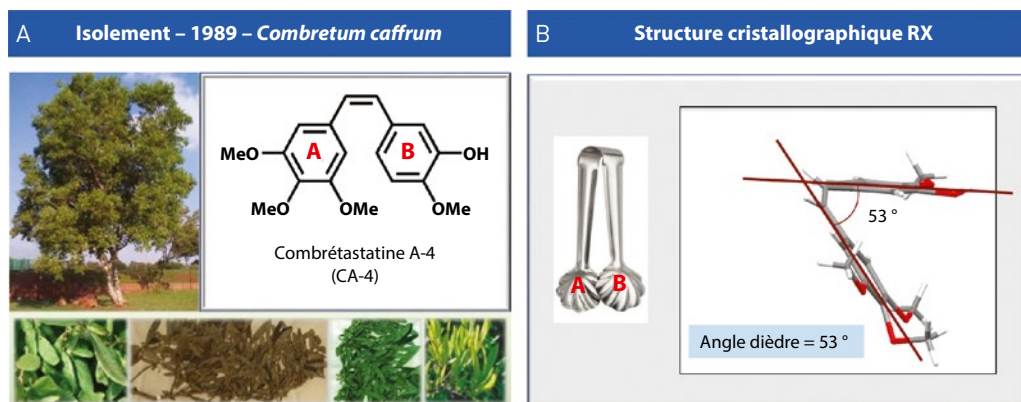 A Isolement – 1989 – Combretum caffrum
MeO
A
B
OH
MeO
OMe
OMe
Combrétastatine A-4
(CA-4)
B Structure cristallographique RX
A
B
53 °
Angle dièdre = 53 °